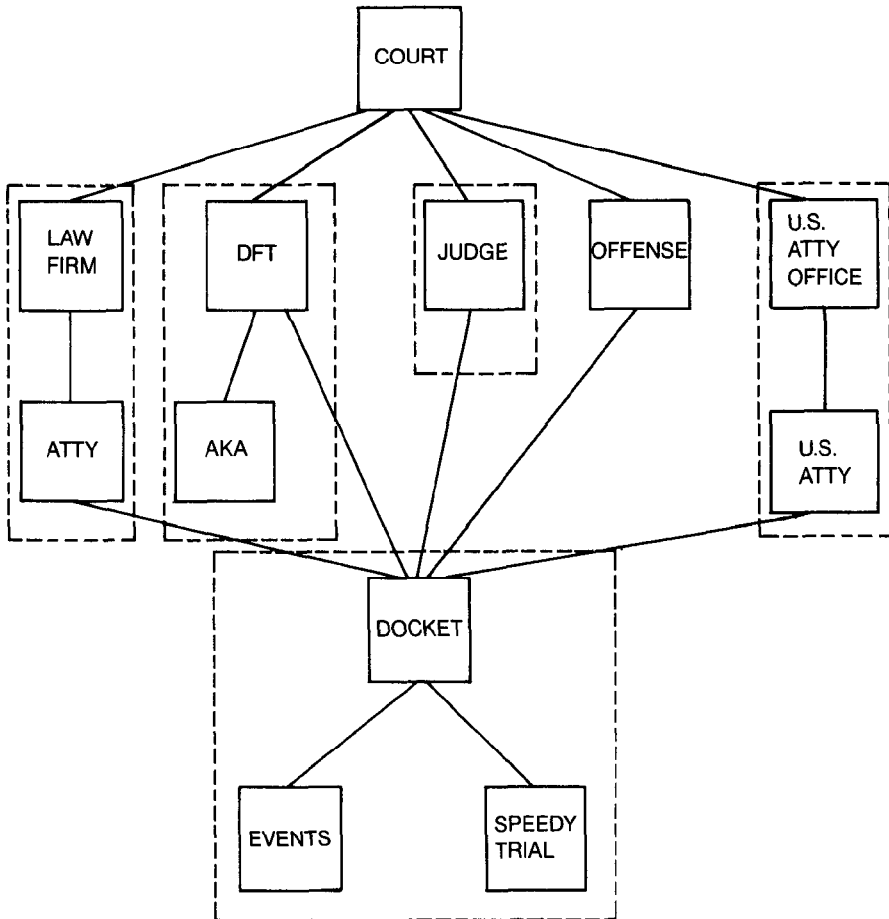 COURT
LAW
FIRM
DFT
JUDGE
OFFENSE
U.S.
ATTY
OFFICE
ATTY
AKA
U.S.
ATTY
DOCKET
EVENTS
SPEEDY
TRIAL